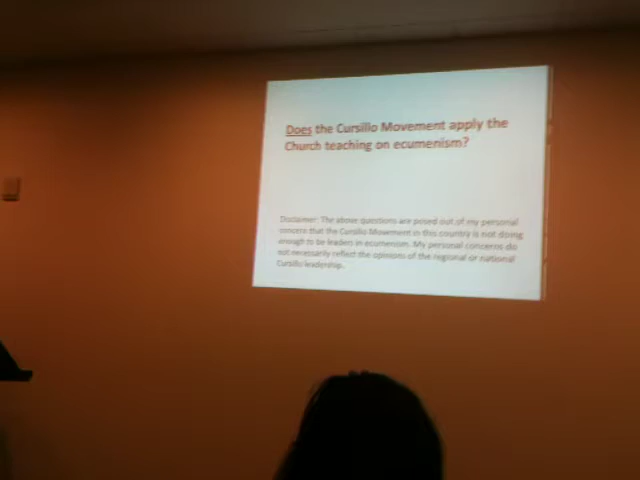 Does the Cursillo Movement apply the
Church teaching on ecumenism?
Disclaimer: The above questions are posed out of my personal
concern that the Cursillo Movement in this country is not doing
enough to be leaders in ecumenism. My personal concerns do
not necessarily reflect the opinions of the regional or national
Cursillo leadership.